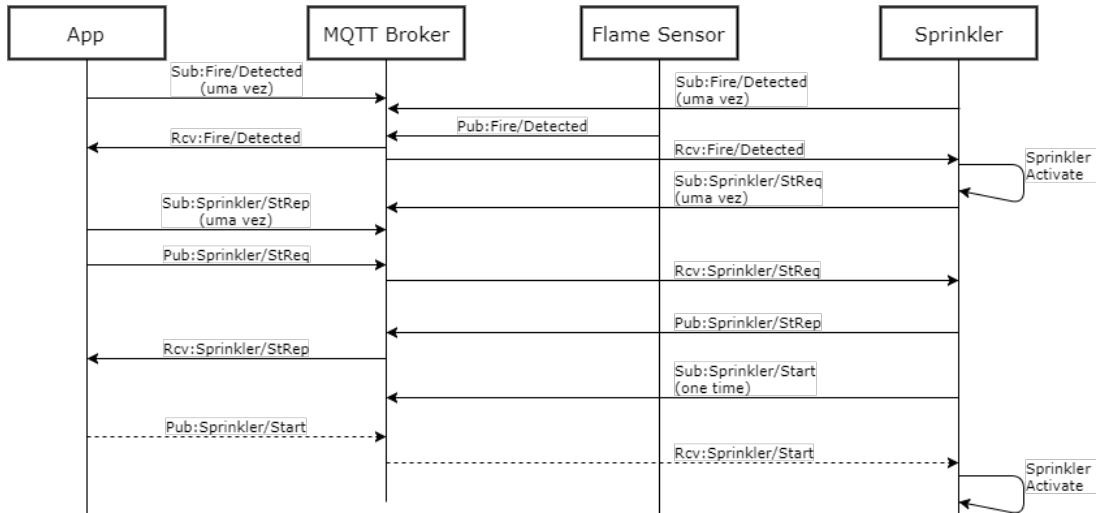 App
MQTT Broker
Flame Sensor
Sprinkler
Sub:Fire/Detected
(uma vez)
Sub:Fire/Detected
(uma vez)
Pub:Fire/Detected
Rcv:Fire/Detected
Rcv:Fire/Detected
Sprinkler
Activate
Sub:Sprinkler/StReq
(uma vez)
Sub:Sprinkler/StRep
(uma vez)
Pub:Sprinkler/StReq
Rcv:Sprinkler/StReq
Pub:Sprinkler/StRep
Rcv:Sprinkler/StRep
Sub:Sprinkler/Start
(one time)
Pub:Sprinkler/Start
Rcv:Sprinkler/Start
Sprinkler
Activate